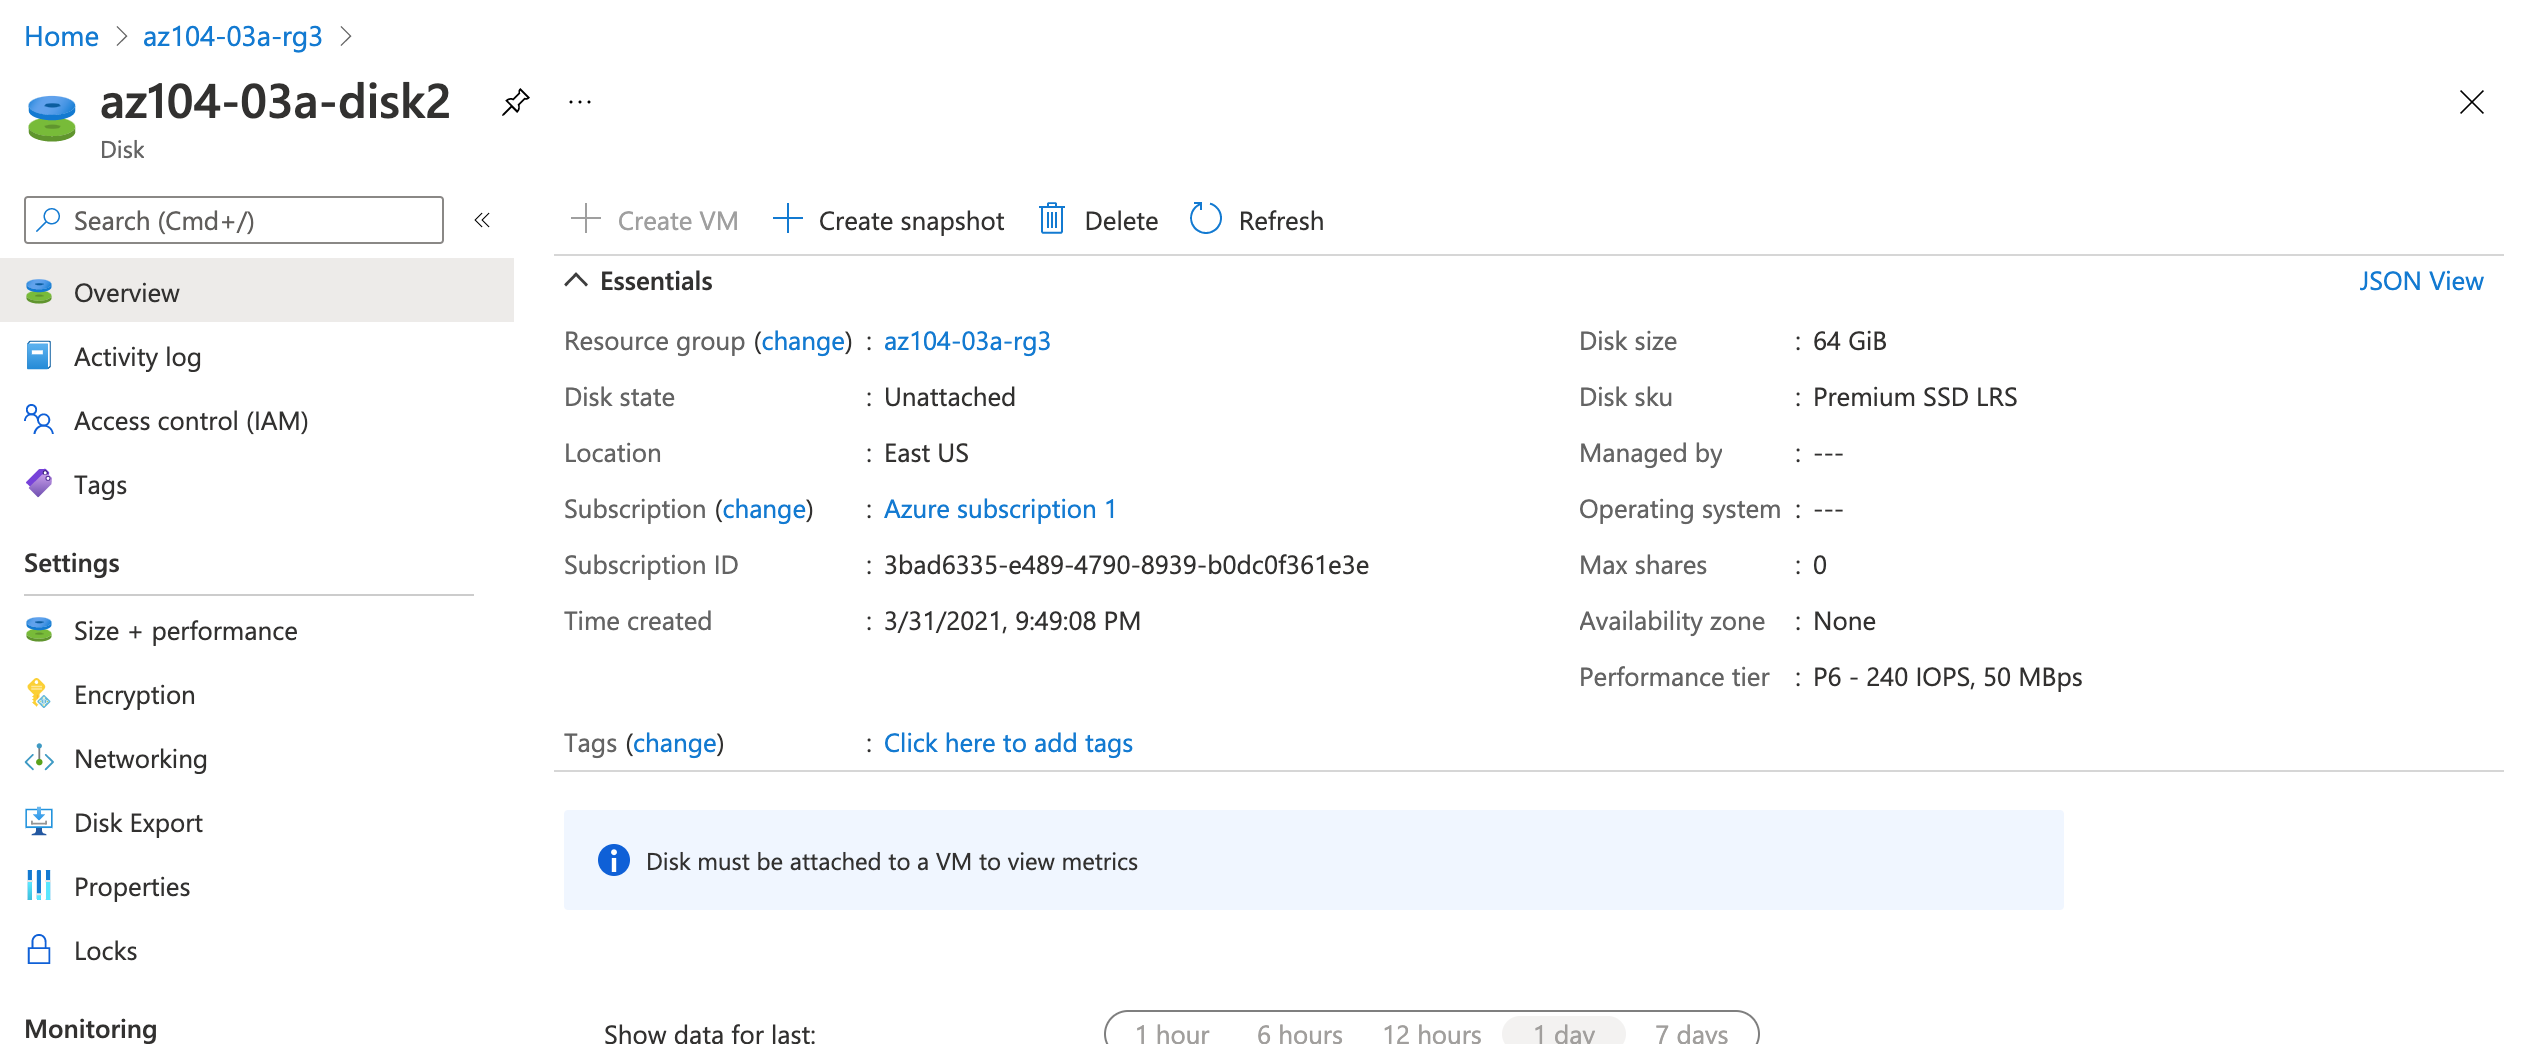 Home > az104-03a-rg3 >
az104-03a-disk2 ...
Disk
Search (Cmd+/) «
Overview
Activity log
Access control (IAM)
Tags
Settings
Size + performance
Encryption
Networking
Disk Export
Properties
Locks
Monitoring
+ Create VM + Create snapshot Delete Refresh
Essentials JSON View
Resource group (change) : az104-03a-rg3
Disk state : Unattached
Location : East US
Subscription (change) : Azure subscription 1
Subscription ID : 3bad6335-e489-4790-8939-b0dc0f361e3e
Time created : 3/31/2021, 9:49:08 PM
Disk size : 64 GiB
Disk sku : Premium SSD LRS
Managed by : ---
Operating system : ---
Max shares : 0
Availability zone : None
Performance tier : P6 - 240 IOPS, 50 MBps
Tags (change) : Click here to add tags
Disk must be attached to a VM to view metrics
Show data for last: 1 hour 6 hours 12 hours 1 day 7 days